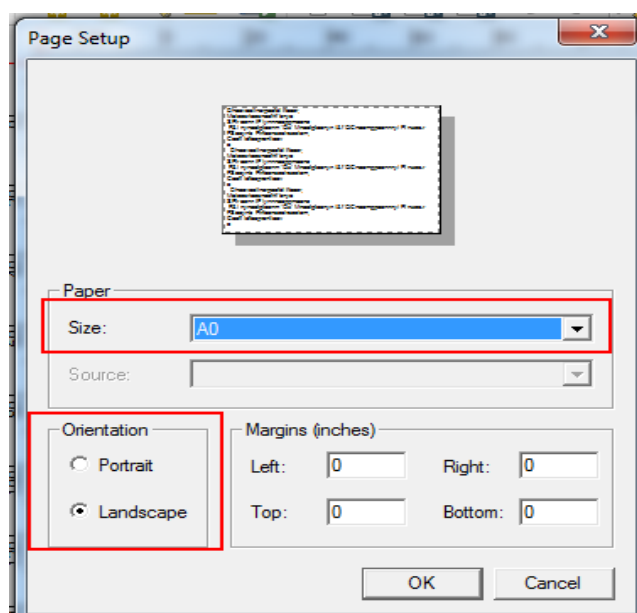 Page Setup
Paper
Size: A0
Source:
Orientation
Portrait
Landscape
Margins (inches)
Left: 0 Right: 0
Top: 0 Bottom: 0
OK Cancel